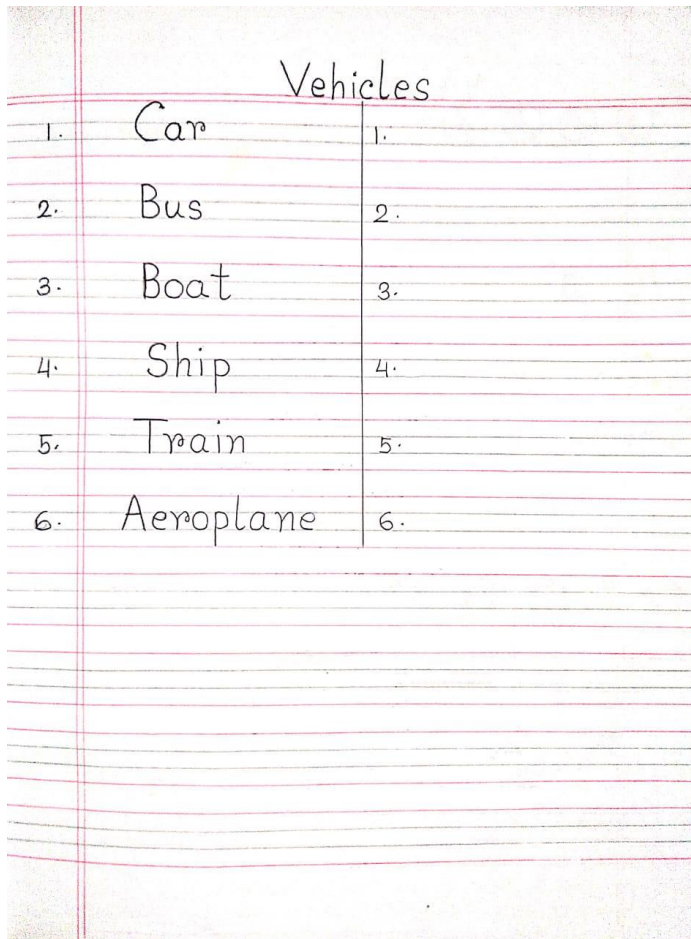 Vehicles
1. Car 1.
2. Bus 2.
3. Boat 3.
4. Ship 4.
5. Train 5.
6. Aeroplane 6.